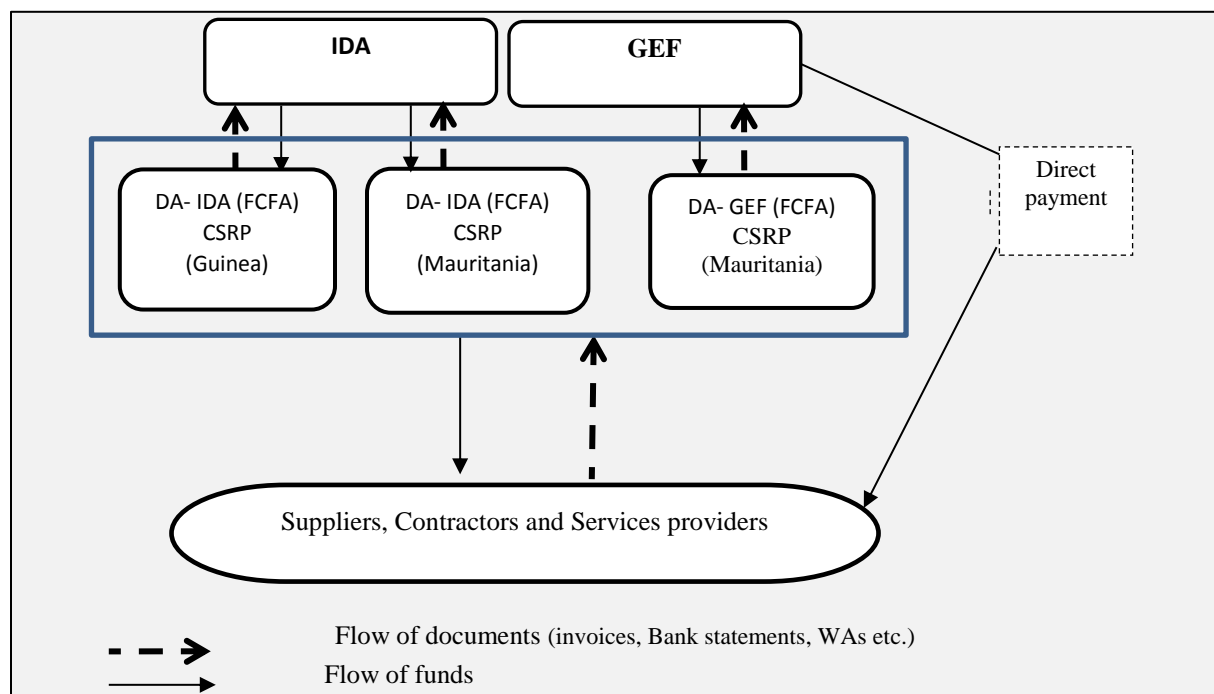 IDA
GEF
DA- IDA (FCFA)
CSRP
(Guinea)
DA- IDA (FCFA)
CSRP
(Mauritania)
DA- GEF (FCFA)
CSRP
(Mauritania)
Direct
payment
Suppliers, Contractors and Services providers
Flow of documents (invoices, Bank statements, WAs etc.)
Flow of funds